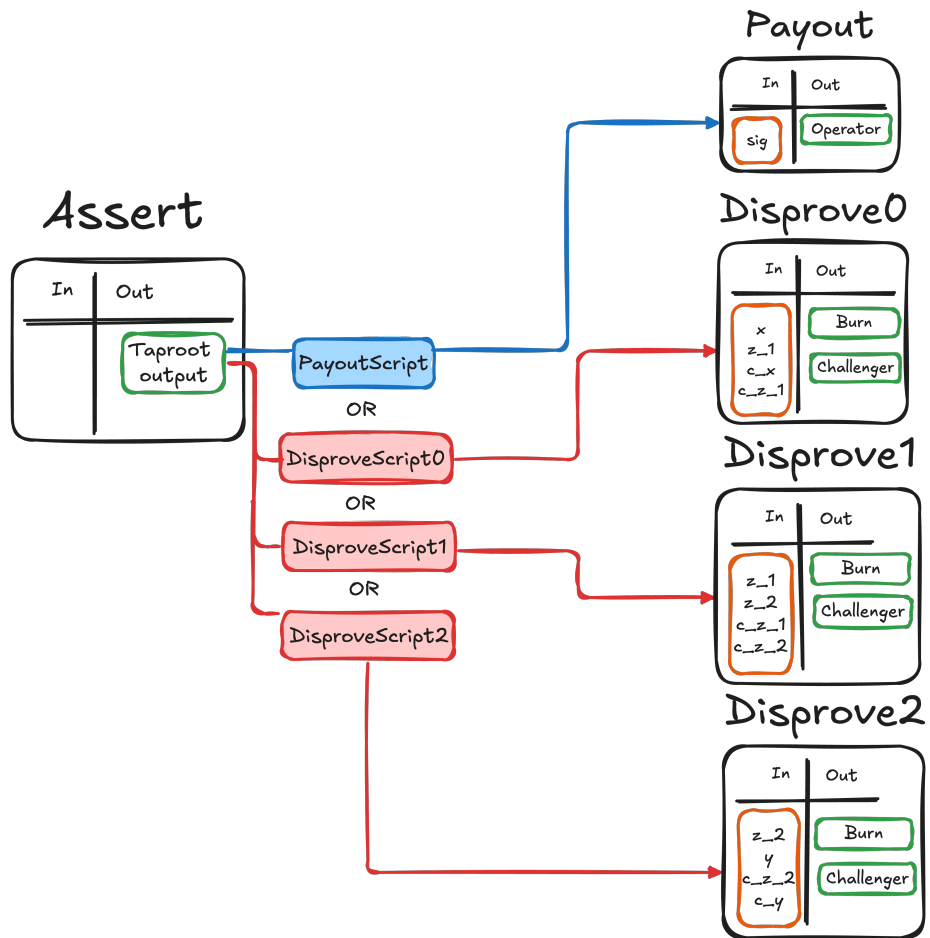 Assert
In
Out
Taproot
output
PayoutScript
OR
DisproveScript0
OR
DisproveScript1
OR
DisproveScript2
Payout
In
Out
sig
Operator
Disprove0
In
Out
x
z_1
c_x
c_z_1
Burn
Challenger
Disprove1
In
Out
z_1
z_2
c_z_1
c_z_2
Burn
Challenger
Disprove2
In
Out
z_2
y
c_z_2
c_y
Burn
Challenger